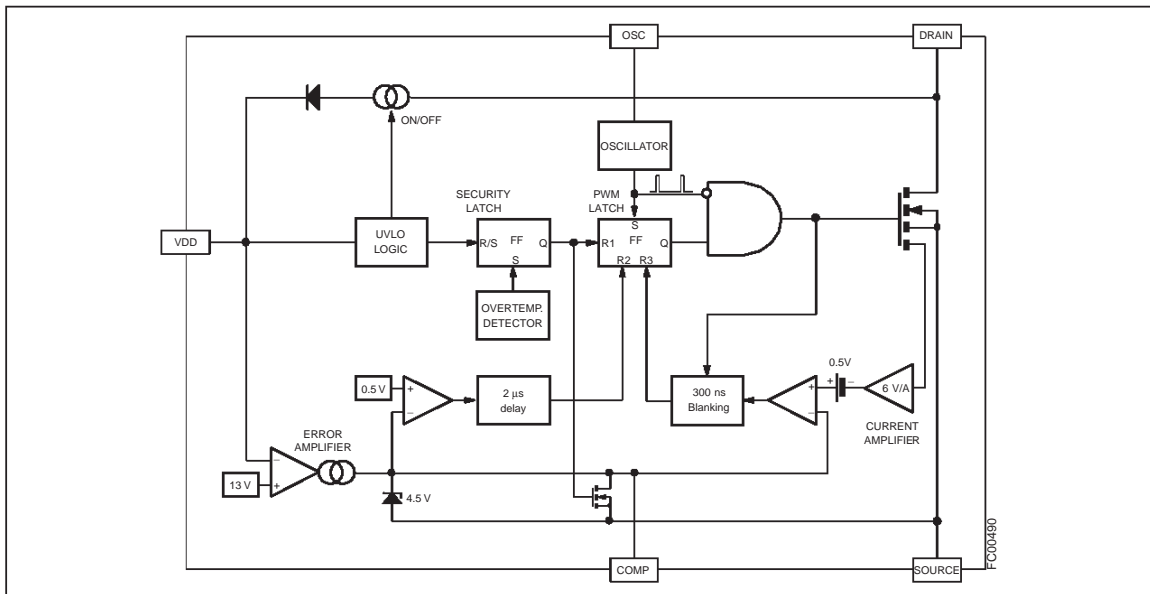 OSC
DRAIN
ON/OFF
OSCILLATOR
SECURITY
LATCH
PWM
LATCH
VDD
UVLO
LOGIC
R/S FF Q
S
S
R1 FF Q
R2 R3
OVERTEMP.
DETECTOR
0.5 V
+
–
2 μs
delay
300 ns
Blanking
+
–
0.5V
+ –
6 V/A
CURRENT
AMPLIFIER
ERROR
AMPLIFIER
–
+
13 V
4.5 V
COMP
SOURCE
FC00490